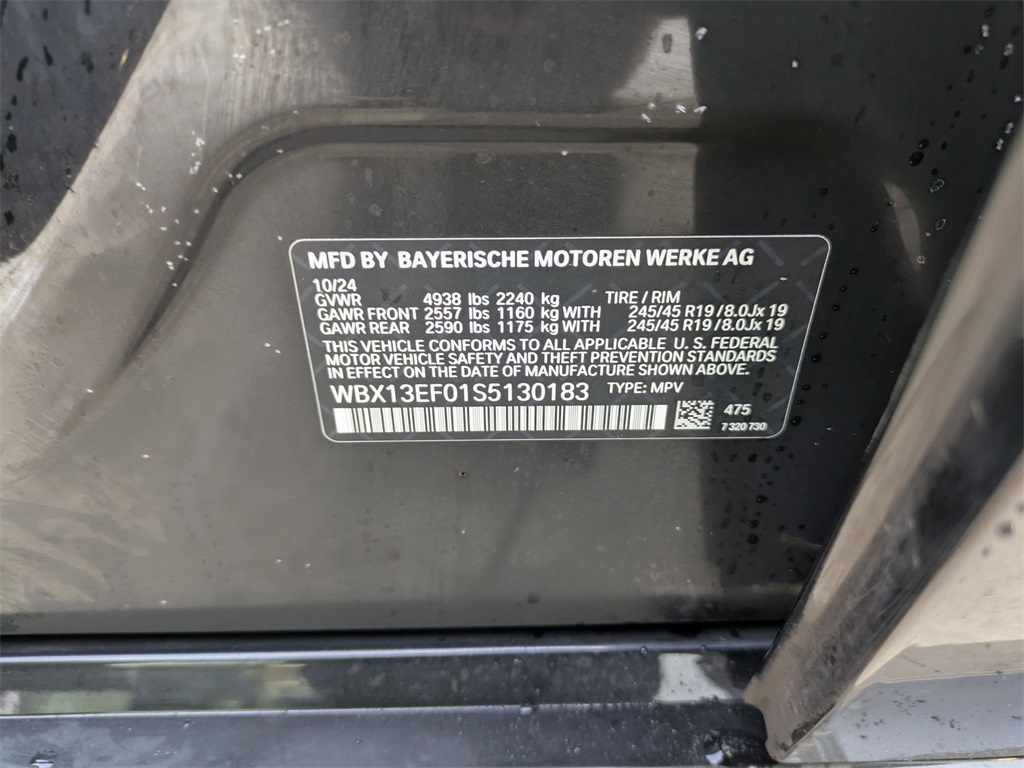 MFD BY BAYERISCHE MOTOREN WERKE AG
10/24
GVWR 4938 lbs 2240 kg TIRE / RIM
GAWR FRONT 2557 lbs 1160 kg WITH 245/45 R19 / 8.0Jx 19
GAWR REAR 2590 lbs 1175 kg WITH 245/45 R19 / 8.0Jx 19
THIS VEHICLE CONFORMS TO ALL APPLICABLE U. S. FEDERAL
MOTOR VEHICLE SAFETY AND THEFT PREVENTION STANDARDS
IN EFFECT ON THE DATE OF MANUFACTURE SHOWN ABOVE.
WBX13EF01S5130183 TYPE: MPV
475
7 320 730